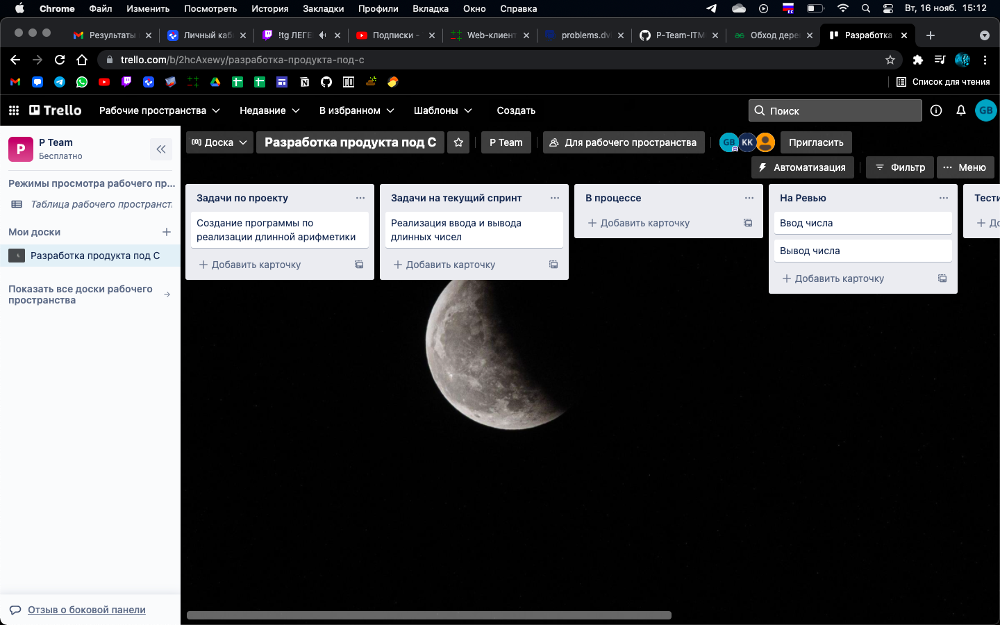 Chrome Файл Изменить Посмотреть История Закладки Профили Вкладка Окно Справка РС Вт, 16 нояб. 15:12
Результаты Личный каб !tg ЛЕГЕ Подписки - Web-клиент problems.dv P-Team-ITM Обход дере Разработка
trello.com/b/2hcAxewy/разработка-продукта-под-c
Список для чтения
Trello Рабочие пространства Недавние В избранном Шаблоны Создать Поиск GB
P P Team
Бесплатно
Доска Разработка продукта под C P Team Для рабочего пространства GB KK Пригласить
Автоматизация Фильтр ··· Меню
Режимы просмотра рабочего пр...
Таблица рабочего пространст
Мои доски
Разработка продукта под C
Показать все доски рабочего
пространства
Задачи по проекту
Создание программы по
реализации длинной арифметики
Добавить карточку
Задачи на текущий спринт
Реализация ввода и вывода
длинных чисел
Добавить карточку
В процессе
Добавить карточку
На Ревью
Ввод числа
Вывод числа
Добавить карточку
Тести
До
Отзыв о боковой панели